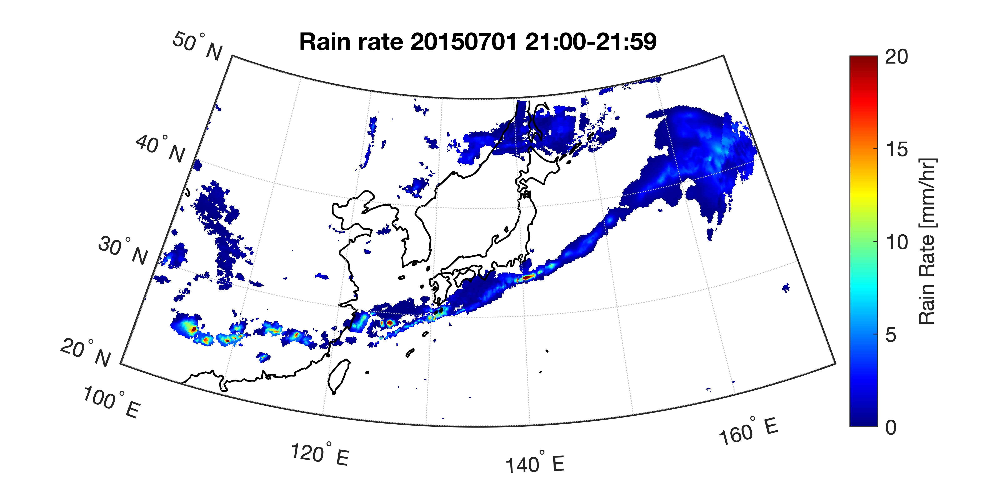 Rain rate 20150701 21:00-21:59
50° N
40° N
30° N
20° N
100° E
120° E
140° E
160° E
20
15
10
5
0
Rain Rate [mm/hr]